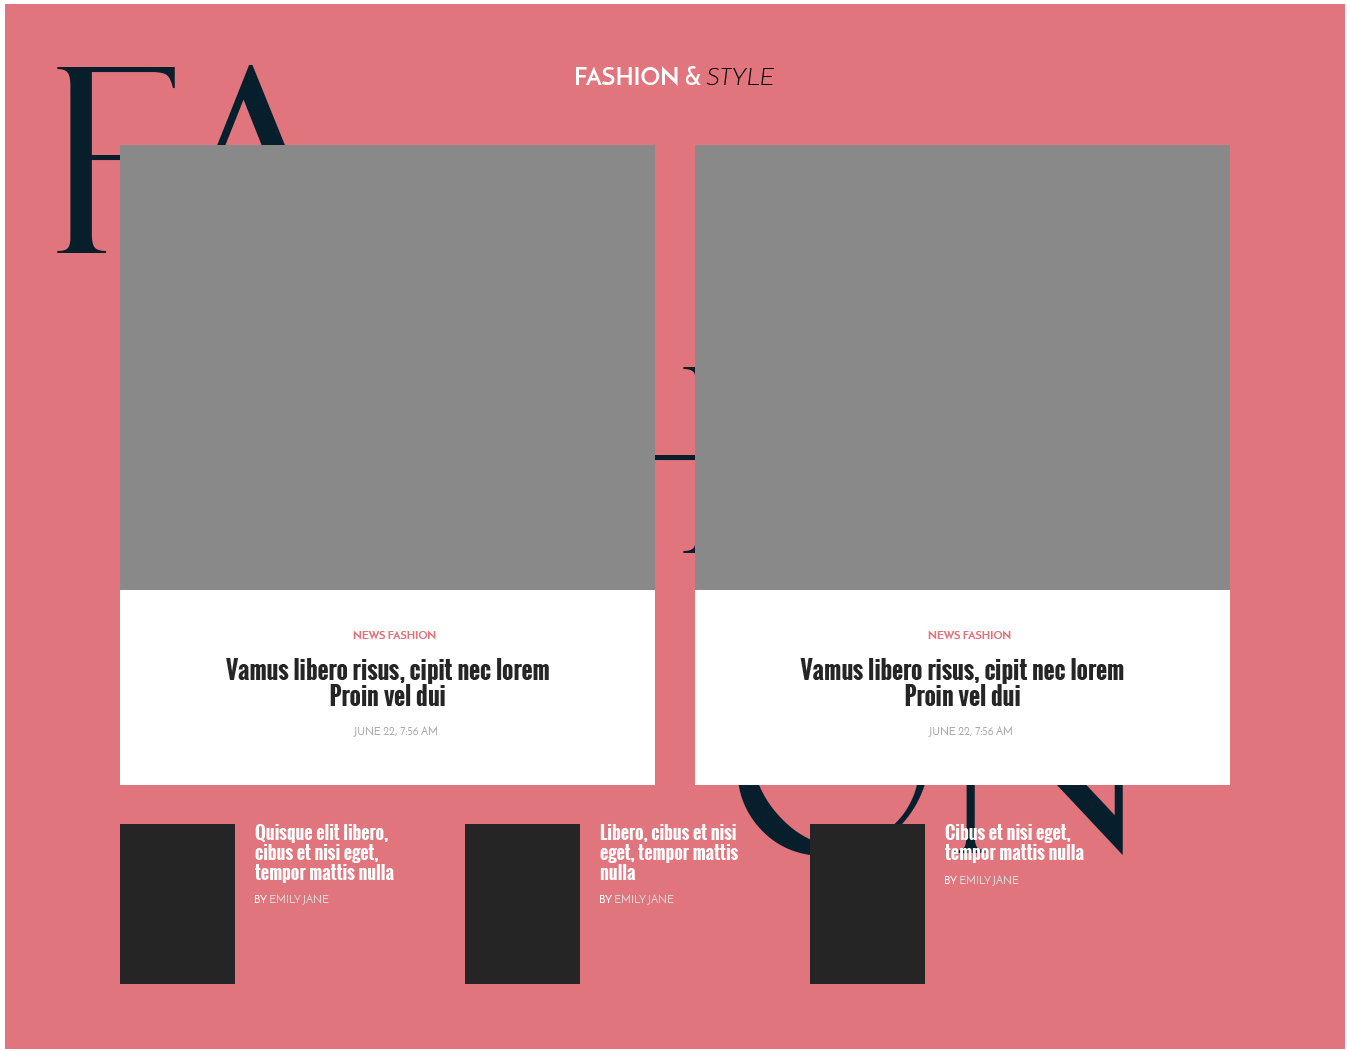 FA
FASHION & STYLE
NEWS FASHION
Vamus libero risus, cipit nec lorem
Proin vel dui
JUNE 22, 7:56 AM
NEWS FASHION
Vamus libero risus, cipit nec lorem
Proin vel dui
JUNE 22, 7:56 AM
ON
Quisque elit libero,
cibus et nisi eget,
tempor mattis nulla
BY EMILY JANE
Libero, cibus et nisi
eget, tempor mattis
nulla
BY EMILY JANE
Cibus et nisi eget,
tempor mattis nulla
BY EMILY JANE